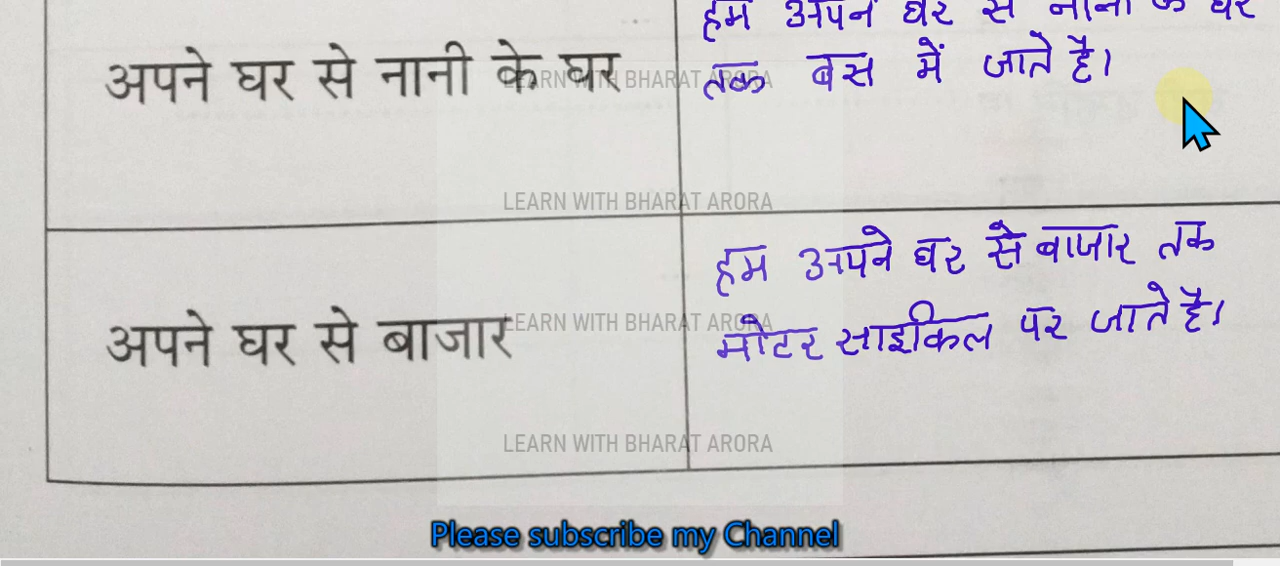 हम अपने घर से नानी के घर
अपने घर से नानी के घर
तक बस में जाते है।
LEARN WITH BHARAT ARORA
LEARN WITH BHARAT ARORA
हम अपने घर से बाजार तक
अपने घर से बाजार
मोटर साइकिल पर जाते है।
LEARN WITH BHARAT ARORA
LEARN WITH BHARAT ARORA
Please subscribe my Channel